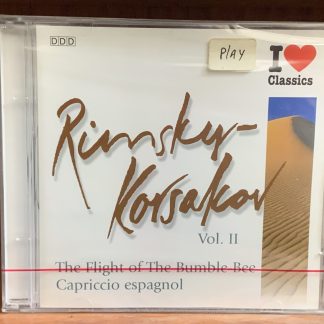 DDD
PlAY
I ❤
Classics
Rimsky-
Korsakov
Vol. II
The Flight of The Bumble-Bee
Capriccio espagnol